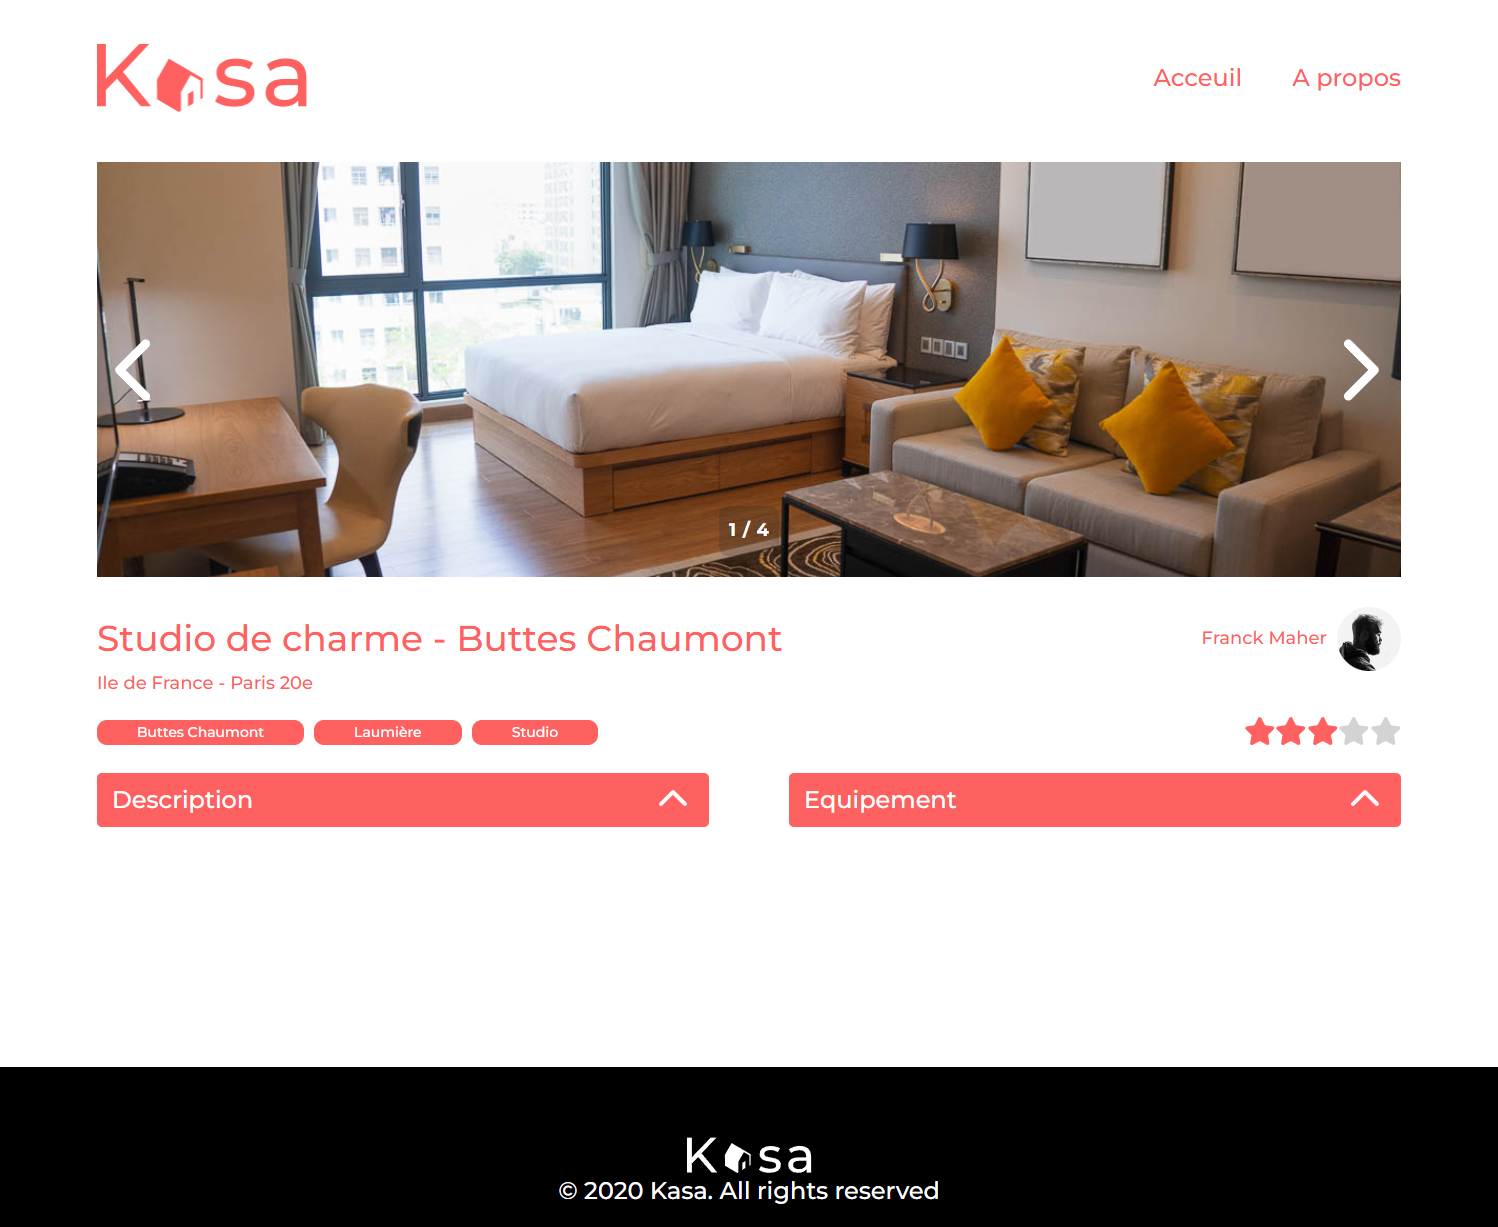 Kasa
Acceuil A propos
1 / 4
Studio de charme - Buttes Chaumont
Franck Maher
Ile de France - Paris 20e
Buttes Chaumont Laumière Studio
Description
Equipement
Kasa
© 2020 Kasa. All rights reserved